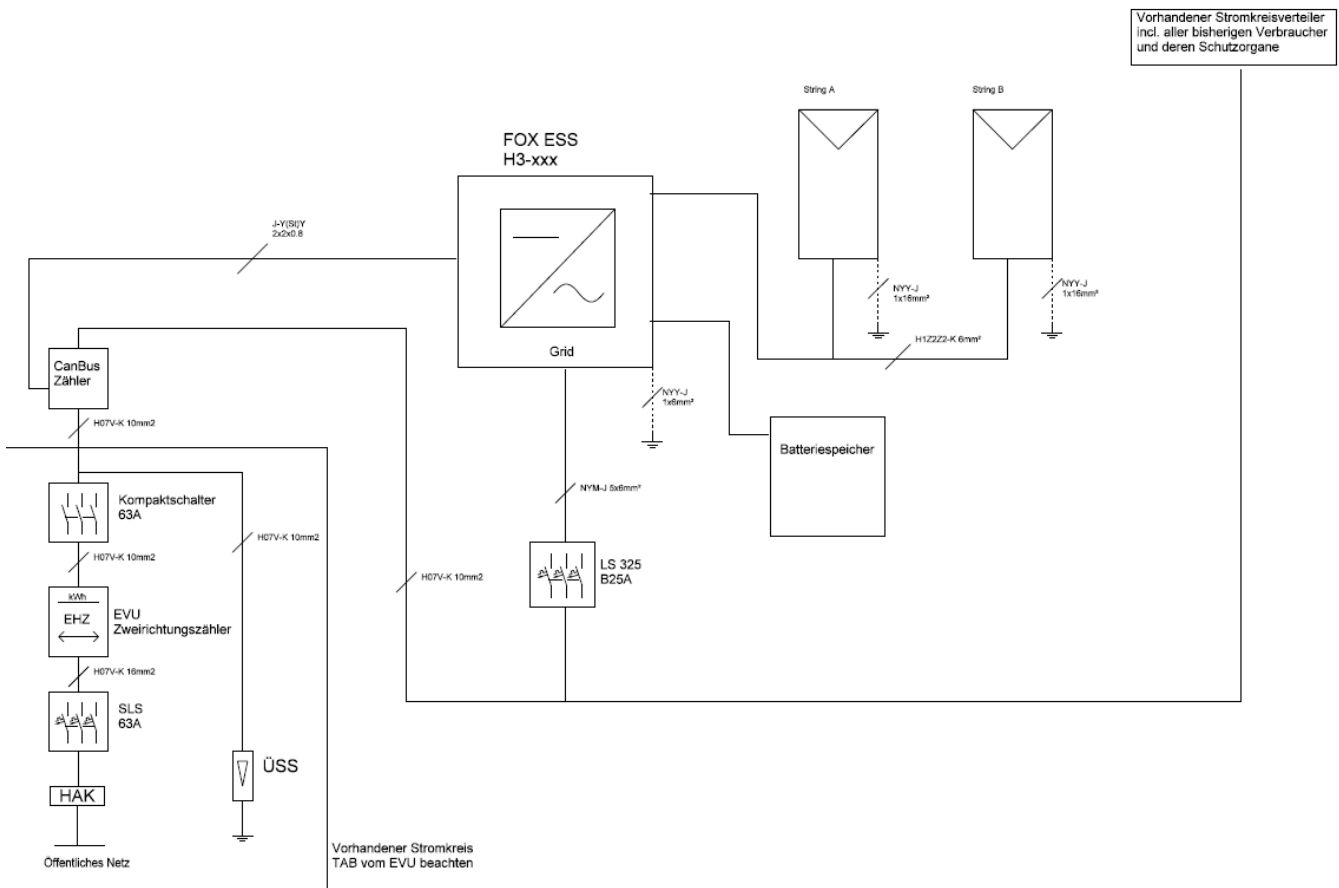 Vorhandener Stromkreisverteiler
incl. aller bisherigen Verbraucher
und deren Schutzorgane
String A
String B
FOX ESS
H3-xxx
J-Y(St)Y
2x2x0.8
NYY-J
1x16mm²
NYY-J
1x16mm²
H1Z2Z2-K 6mm²
Grid
CanBus
Zähler
NYY-J
1x6mm²
H07V-K 10mm2
Batteriespeicher
Kompaktschalter
63A
NYM-J 5x6mm²
H07V-K 10mm2
H07V-K 10mm2
H07V-K 10mm2
LS 325
B25A
kWh
EHZ
EVU
Zweirichtungszähler
H07V-K 16mm2
SLS
63A
ÜSS
HAK
Öffentliches Netz
Vorhandener Stromkreis
TAB vom EVU beachten